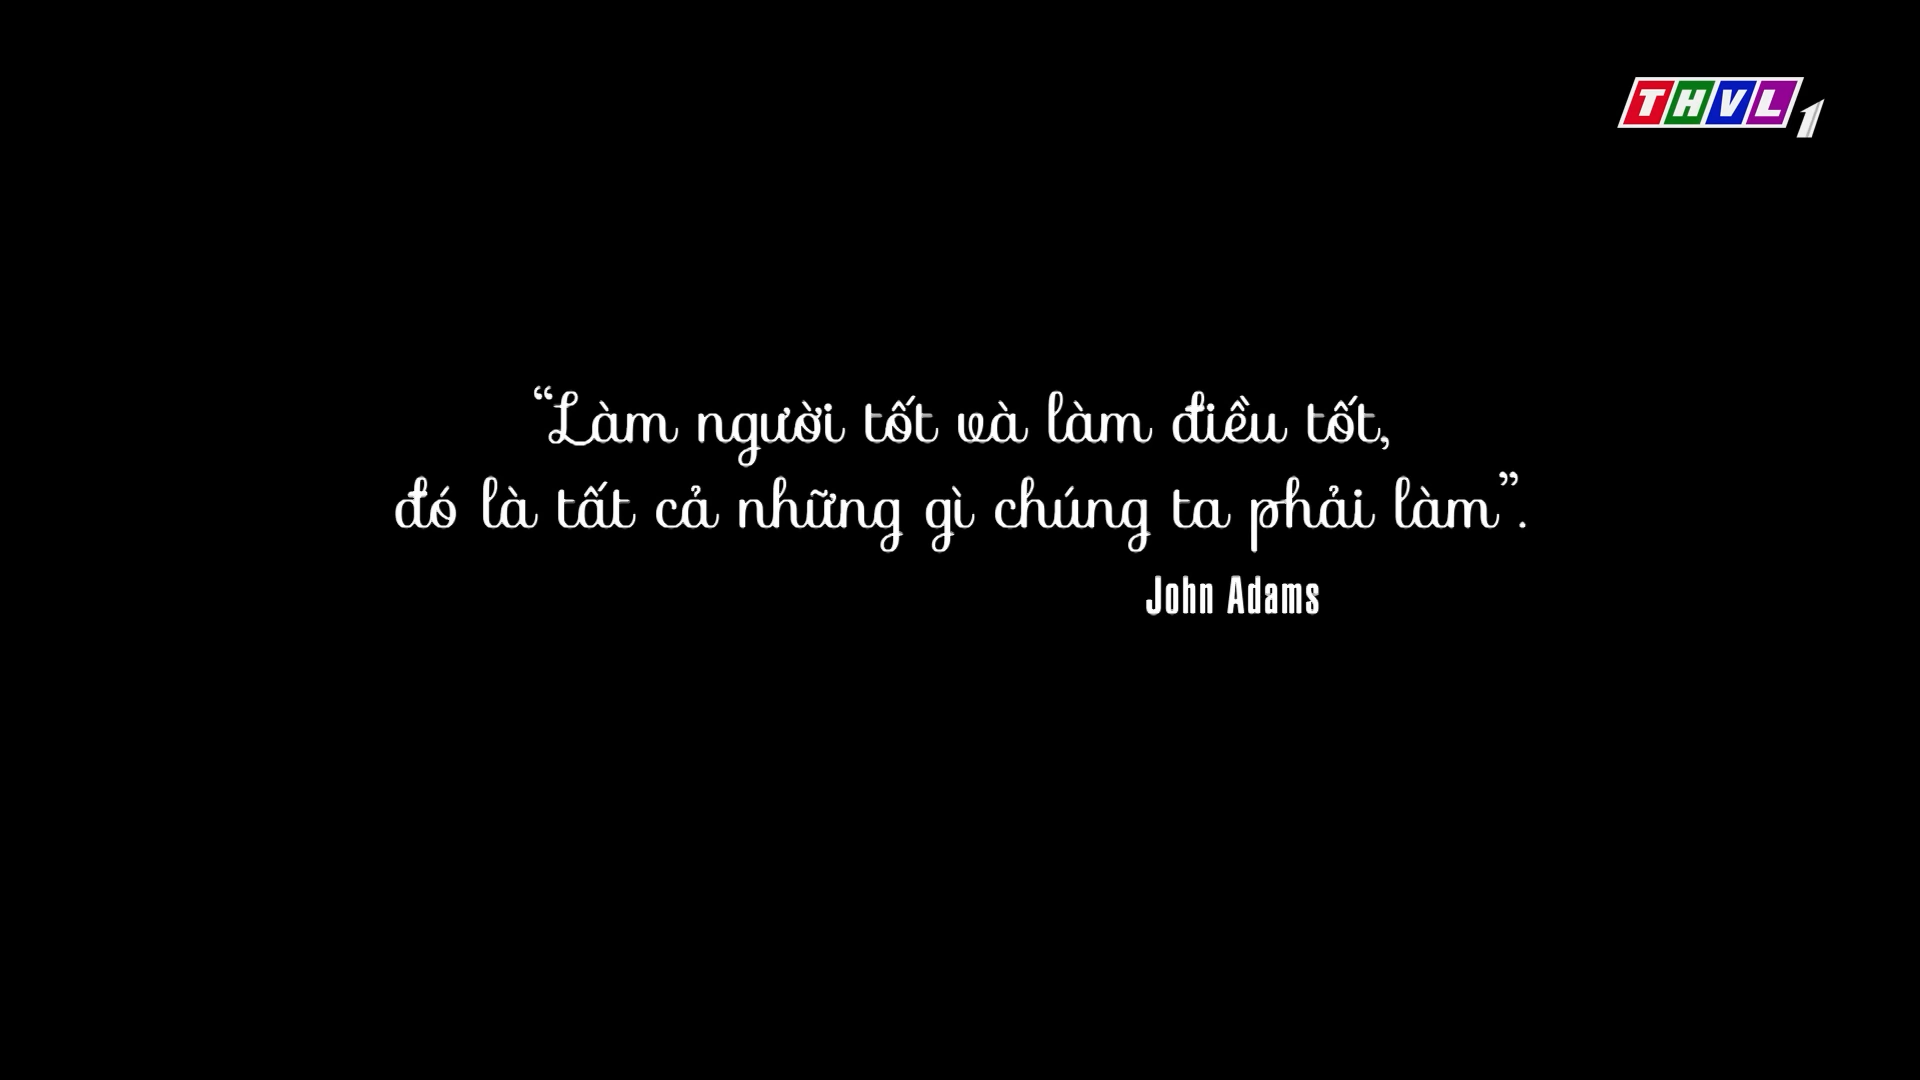 THVL1
“Làm người tốt và làm điều tốt,
đó là tất cả những gì chúng ta phải làm”.
John Adams